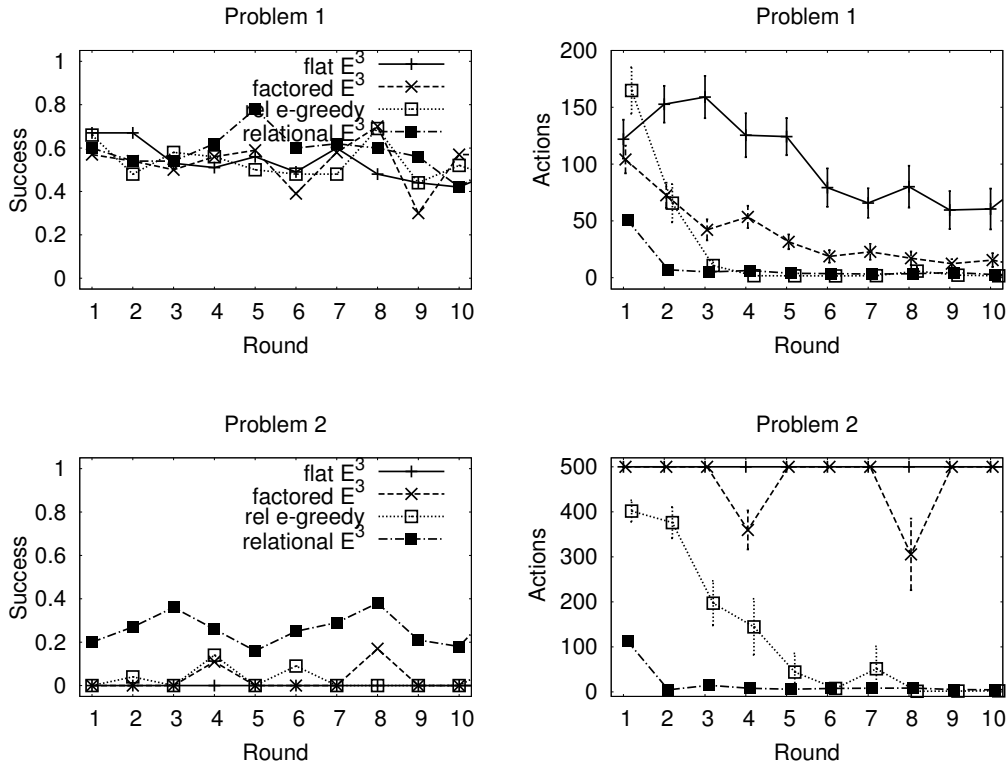 Problem 1
Success
1
0.8
0.6
0.4
0.2
0
flat E³
factored E³
rel e-greedy
relational E³
1 2 3 4 5 6 7 8 9 10
Round
Problem 1
Actions
200
150
100
50
0
1 2 3 4 5 6 7 8 9 10
Round
Problem 2
Success
1
0.8
0.6
0.4
0.2
0
flat E³
factored E³
rel e-greedy
relational E³
1 2 3 4 5 6 7 8 9 10
Round
Problem 2
Actions
500
400
300
200
100
0
1 2 3 4 5 6 7 8 9 10
Round